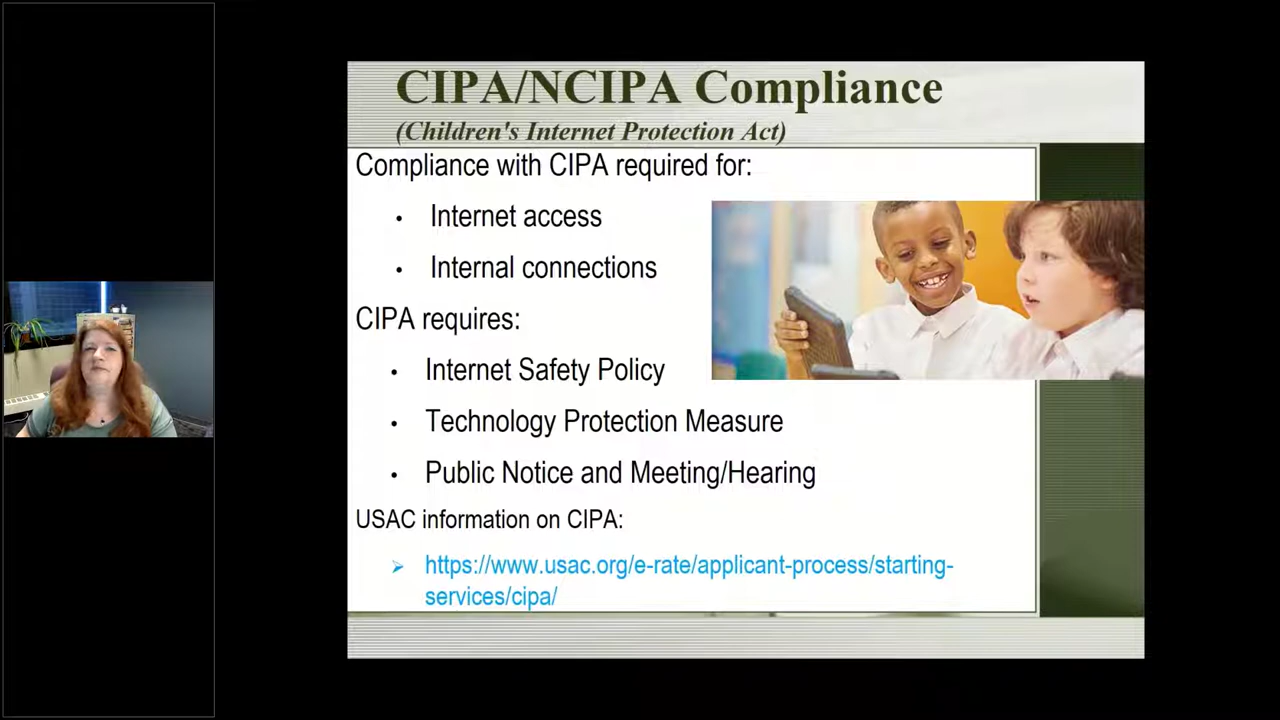 CIPA/NCIPA Compliance
(Children's Internet Protection Act)
Compliance with CIPA required for:
• Internet access
• Internal connections
CIPA requires:
• Internet Safety Policy
• Technology Protection Measure
• Public Notice and Meeting/Hearing
USAC information on CIPA:
➢ https://www.usac.org/e-rate/applicant-process/starting-
services/cipa/